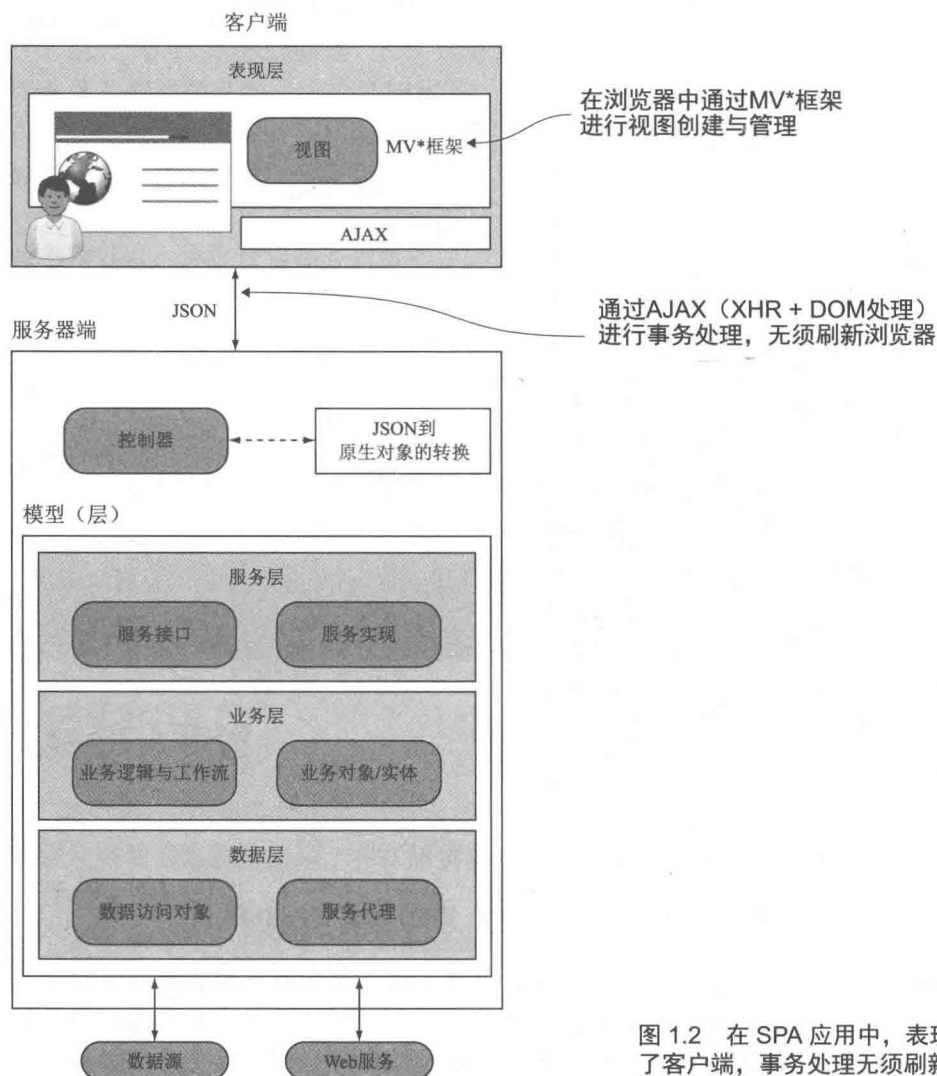 客户端
表现层
视图
MV*框架
AJAX
在浏览器中通过MV*框架
进行视图创建与管理
JSON
通过AJAX（XHR + DOM处理）
进行事务处理，无须刷新浏览器
服务器端
控制器
JSON到
原生对象的转换
模型（层）
服务层
服务接口
服务实现
业务层
业务逻辑与工作流
业务对象/实体
数据层
数据访问对象
服务代理
数据源
Web服务
图 1.2 在 SPA 应用中，表现
了客户端，事务处理无须刷新